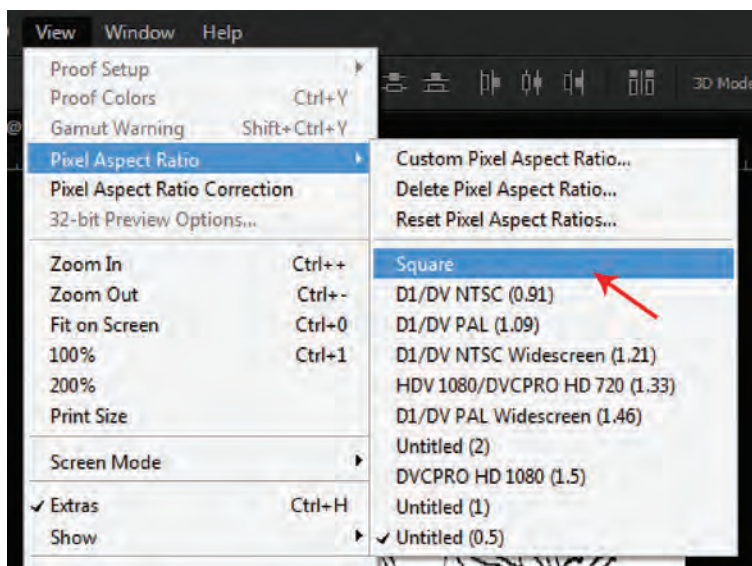 View Window Help
Proof Setup
Proof Colors Ctrl+Y
Gamut Warning Shift+Ctrl+Y
Pixel Aspect Ratio
Pixel Aspect Ratio Correction
32-bit Preview Options...
Zoom In Ctrl++
Zoom Out Ctrl+-
Fit on Screen Ctrl+0
100% Ctrl+1
200%
Print Size
Screen Mode
Extras Ctrl+H
Show
@
3D Mode
Custom Pixel Aspect Ratio...
Delete Pixel Aspect Ratio...
Reset Pixel Aspect Ratios...
Square
D1/DV NTSC (0.91)
D1/DV PAL (1.09)
D1/DV NTSC Widescreen (1.21)
HDV 1080/DVCPRO HD 720 (1.33)
D1/DV PAL Widescreen (1.46)
Untitled (2)
DVCPRO HD 1080 (1.5)
Untitled (1)
Untitled (0.5)